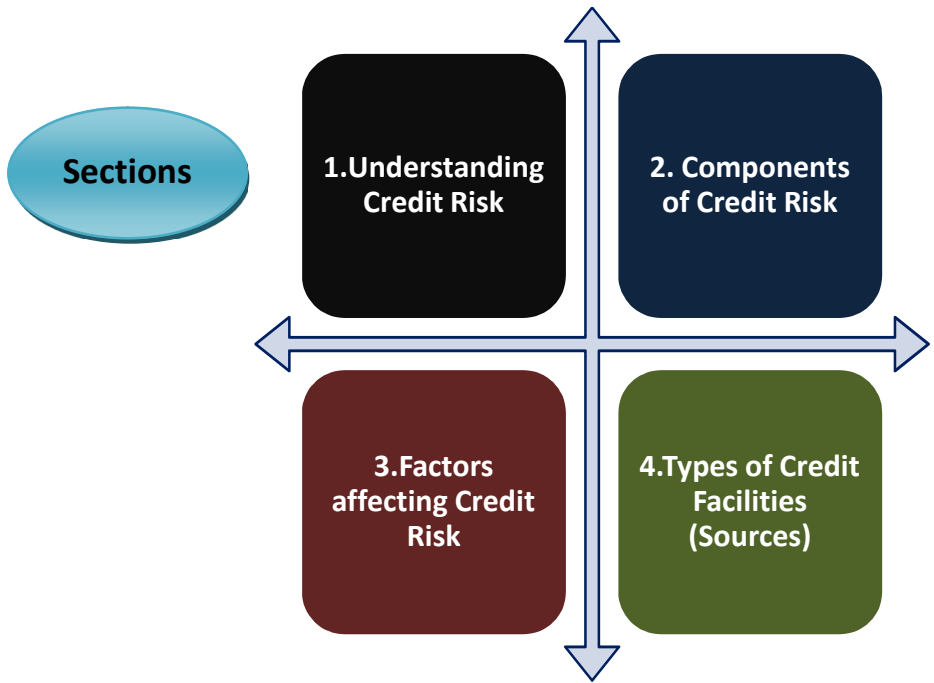 Sections
1.Understanding
Credit Risk
2. Components
of Credit Risk
3.Factors
affecting Credit
Risk
4.Types of Credit
Facilities
(Sources)